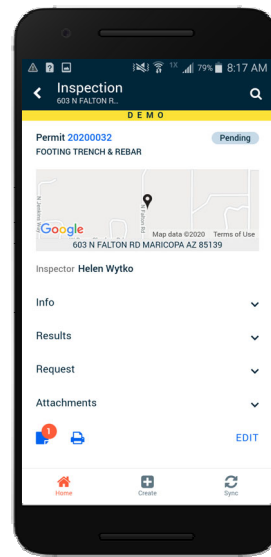 1X 79% 8:17 AM
Inspection
603 N FALTON R..
DEMO
Permit 20200032 Pending
FOOTING TRENCH & REBAR
N Falton Rd
Google Map data ©2020 Terms of Use
603 N FALTON RD MARICOPA AZ 85139
Inspector Helen Wytko
Info
Results
Request
Attachments
1
EDIT
Home Create Sync